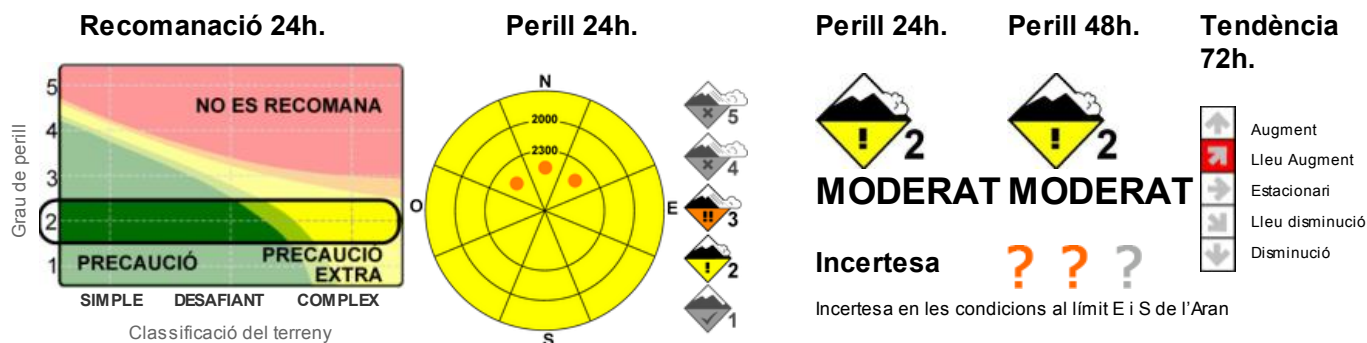 Recomanació 24h.
Perill 24h.
Perill 24h.
Perill 48h.
Tendència
72h.
Grau de perill
5
4
3
2
1
NO ES RECOMANA
PRECAUCIÓ
PRECAUCIÓ
EXTRA
SIMPLE DESAFIANT COMPLEX
Classificació del terreny
N
2000
2300
O
E
S
5
4
3
2
1
! 2
MODERAT
! 2
MODERAT
Incertesa
? ? ?
Incertesa en les condicions al límit E i S de l'Aran
Augment
Lleu Augment
Estacionari
Lleu disminució
Disminució